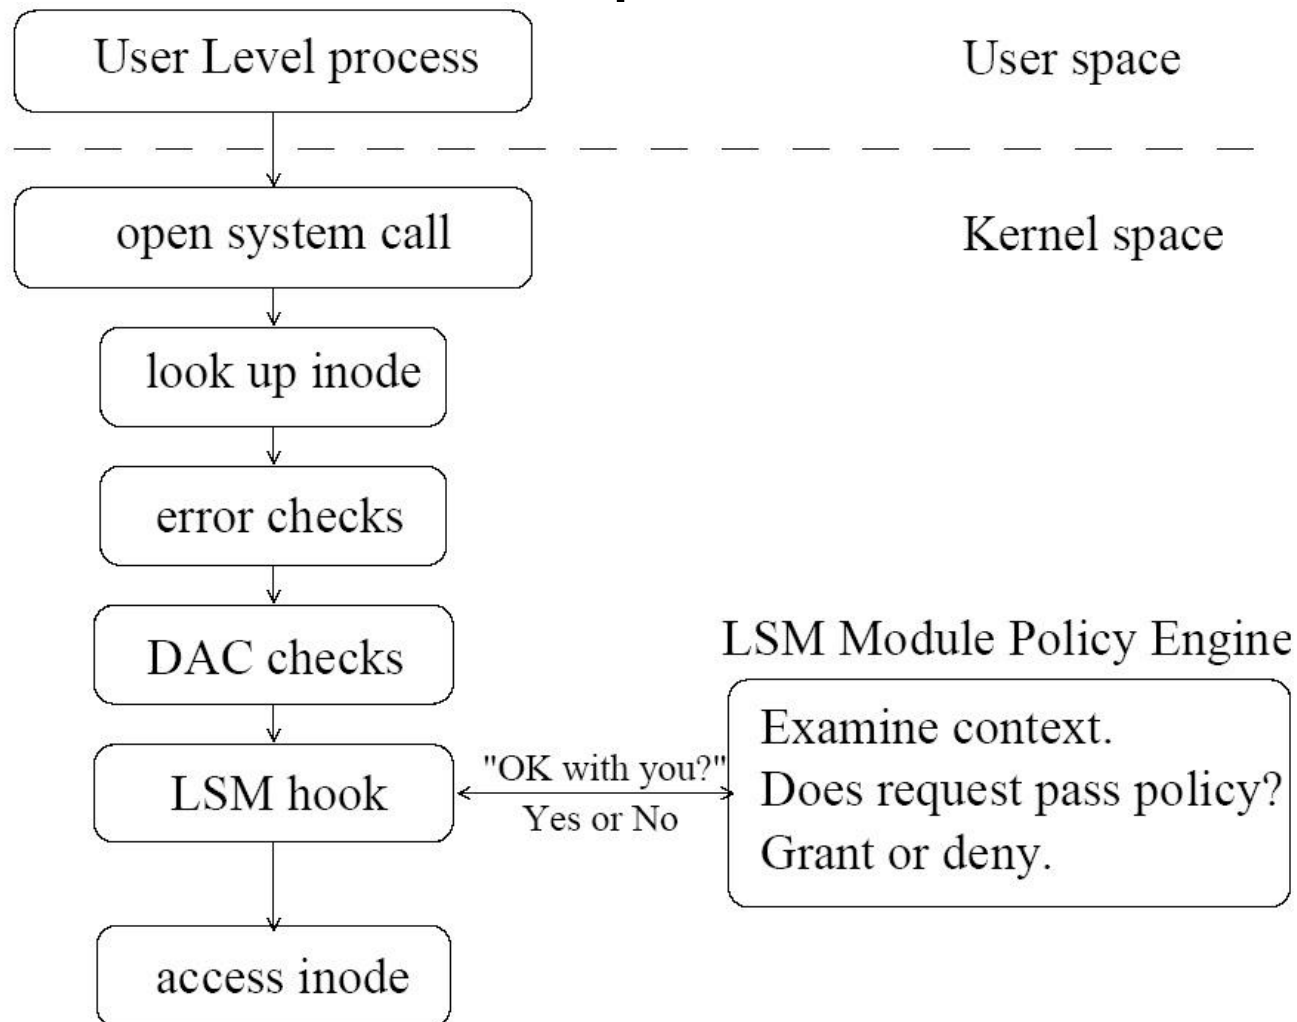 User Level process
User space
open system call
Kernel space
look up inode
error checks
DAC checks
LSM hook
"OK with you?"
Yes or No
LSM Module Policy Engine
Examine context.
Does request pass policy?
Grant or deny.
access inode